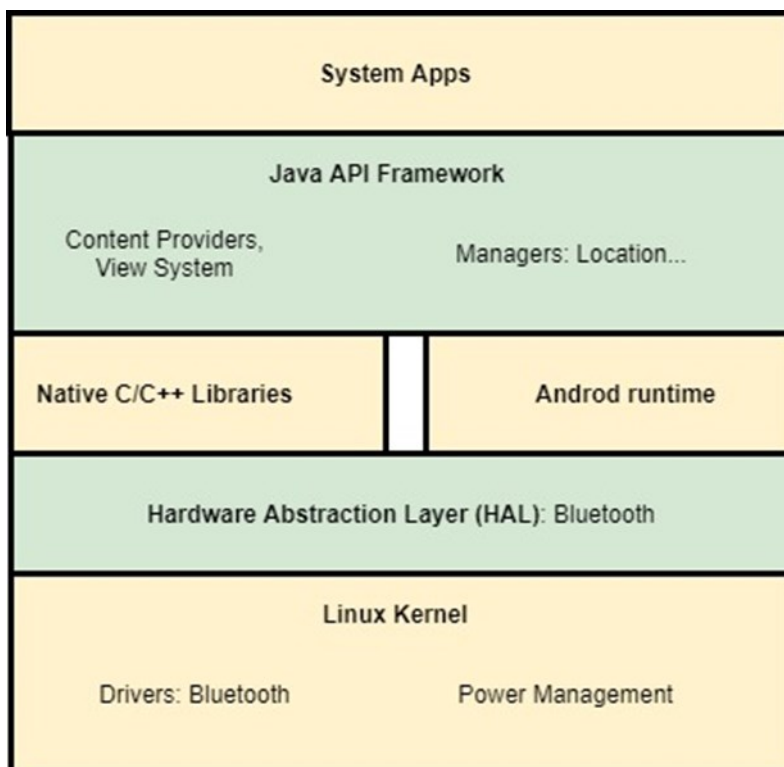 System Apps
Java API Framework
Content Providers,
View System
Managers: Location...
Native C/C++ Libraries
Androd runtime
Hardware Abstraction Layer (HAL): Bluetooth
Linux Kernel
Drivers: Bluetooth
Power Management